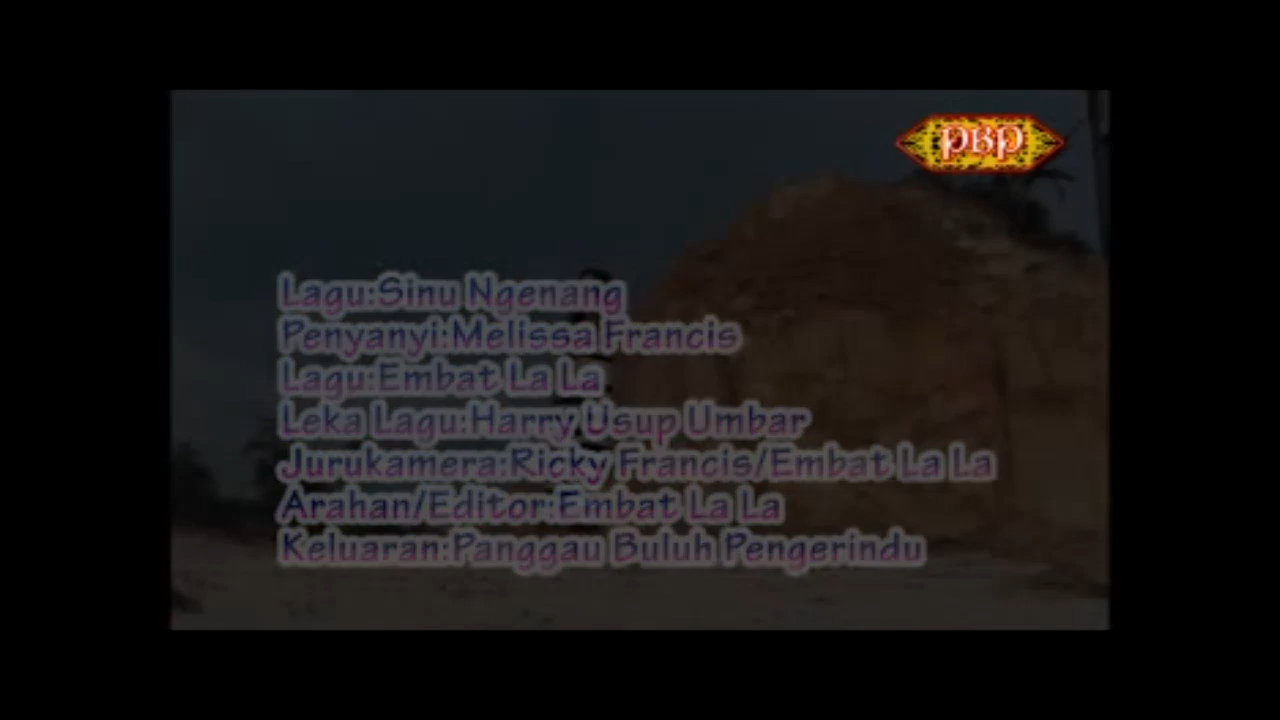 PBP
Lagu:Sinu Ngenang
Penyanyi:Melissa Francis
Lagu:Embat La La
Leka Lagu:Harry Usup Umbar
Jurukamera:Ricky Francis/Embat La La
Arahan/Editor:Embat La La
Keluaran:Panggau Buluh Pengerindu